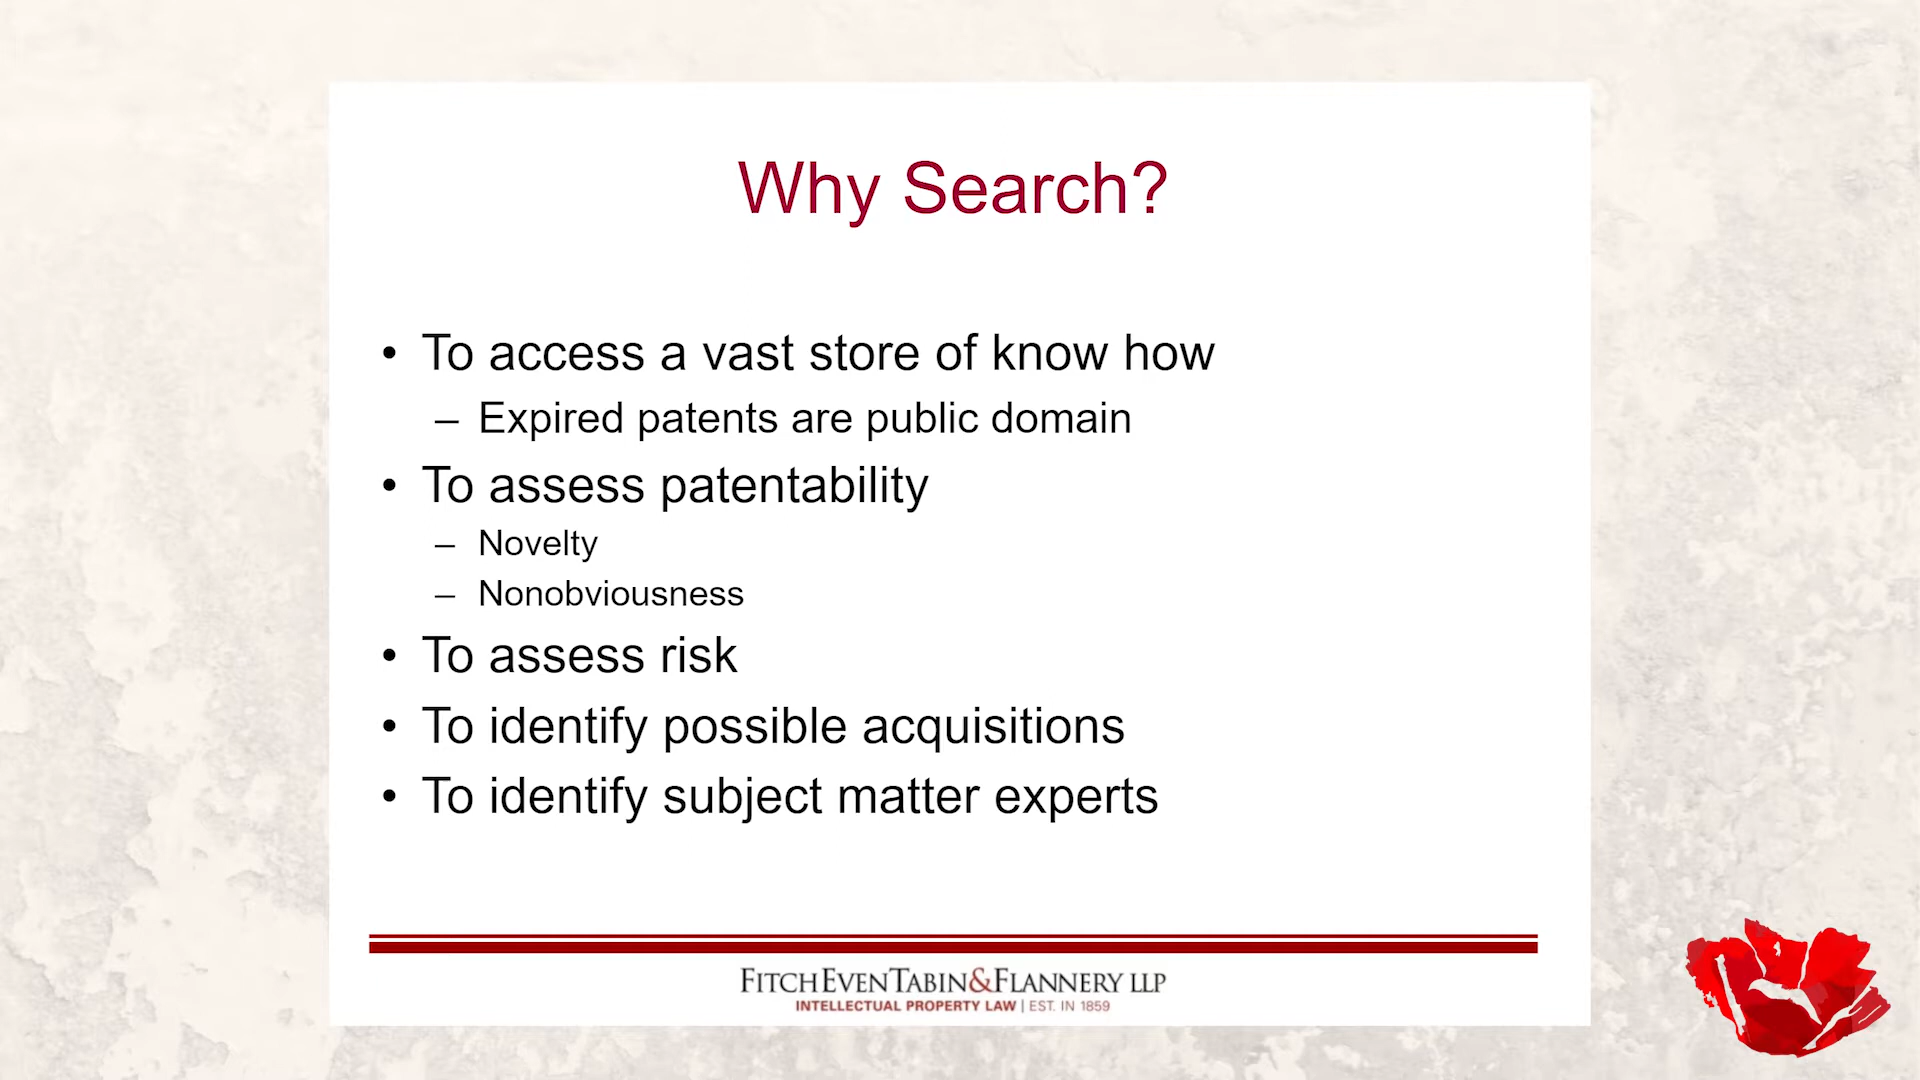 Why Search?
• To access a vast store of know how
– Expired patents are public domain
• To assess patentability
– Novelty
– Nonobviousness
• To assess risk
• To identify possible acquisitions
• To identify subject matter experts
FITCH EVEN TABIN & FLANNERY LLP
INTELLECTUAL PROPERTY LAW | EST. IN 1859